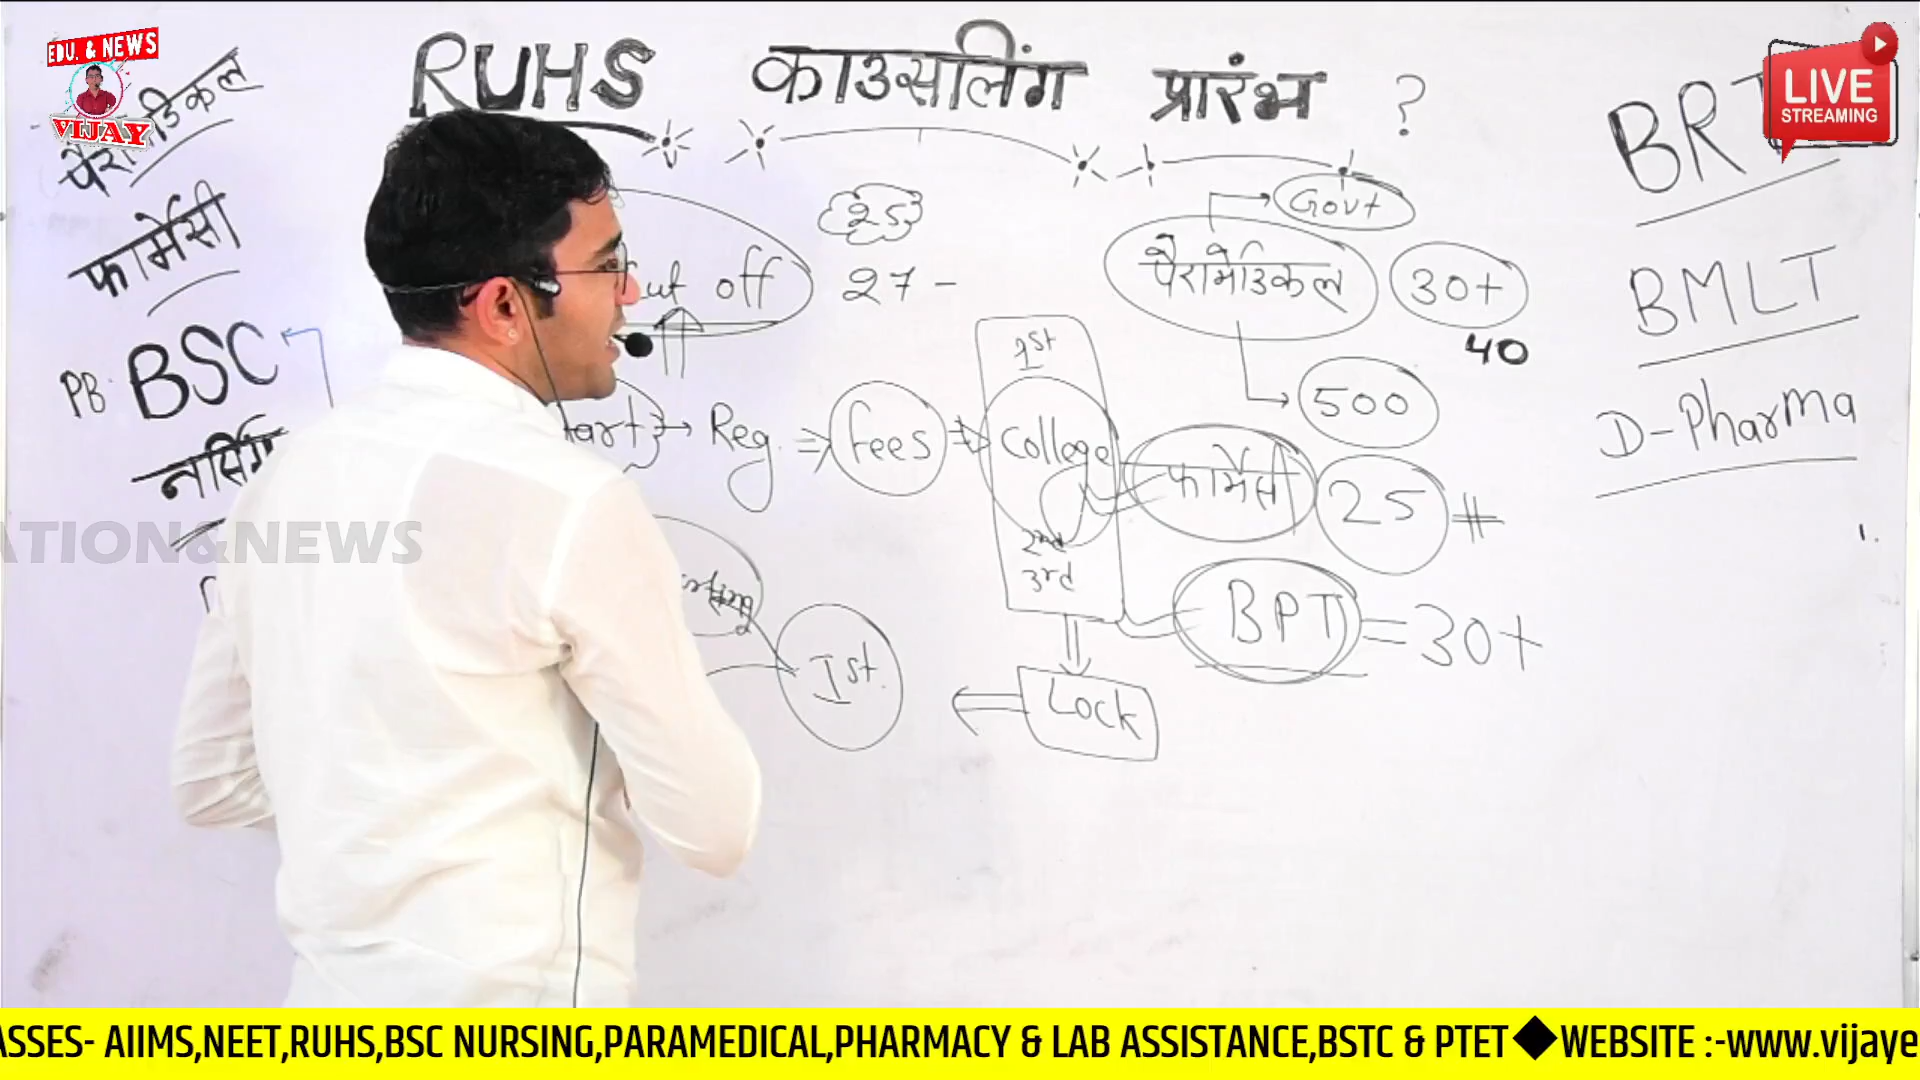 EDU. & NEWS
VIJAY
RUHS काउसलिंग प्रारंभ ?
LIVE
STREAMING
पैरामेडिकल
फार्मेसी
PB. BSC
नर्सिंग
25
27 -
off
Govt
पैरामेडिकल 30+
40
500
BMLT
D-Pharma
1st
Reg. ⇒ fees ⇒ College
फार्मेसी 25 #
2nd
3rd
BPT = 30+
Ist.
Lock
ATION&NEWS
ASSES- AIIMS,NEET,RUHS,BSC NURSING,PARAMEDICAL,PHARMACY & LAB ASSISTANCE,BSTC & PTET◆WEBSITE :-www.vijaye